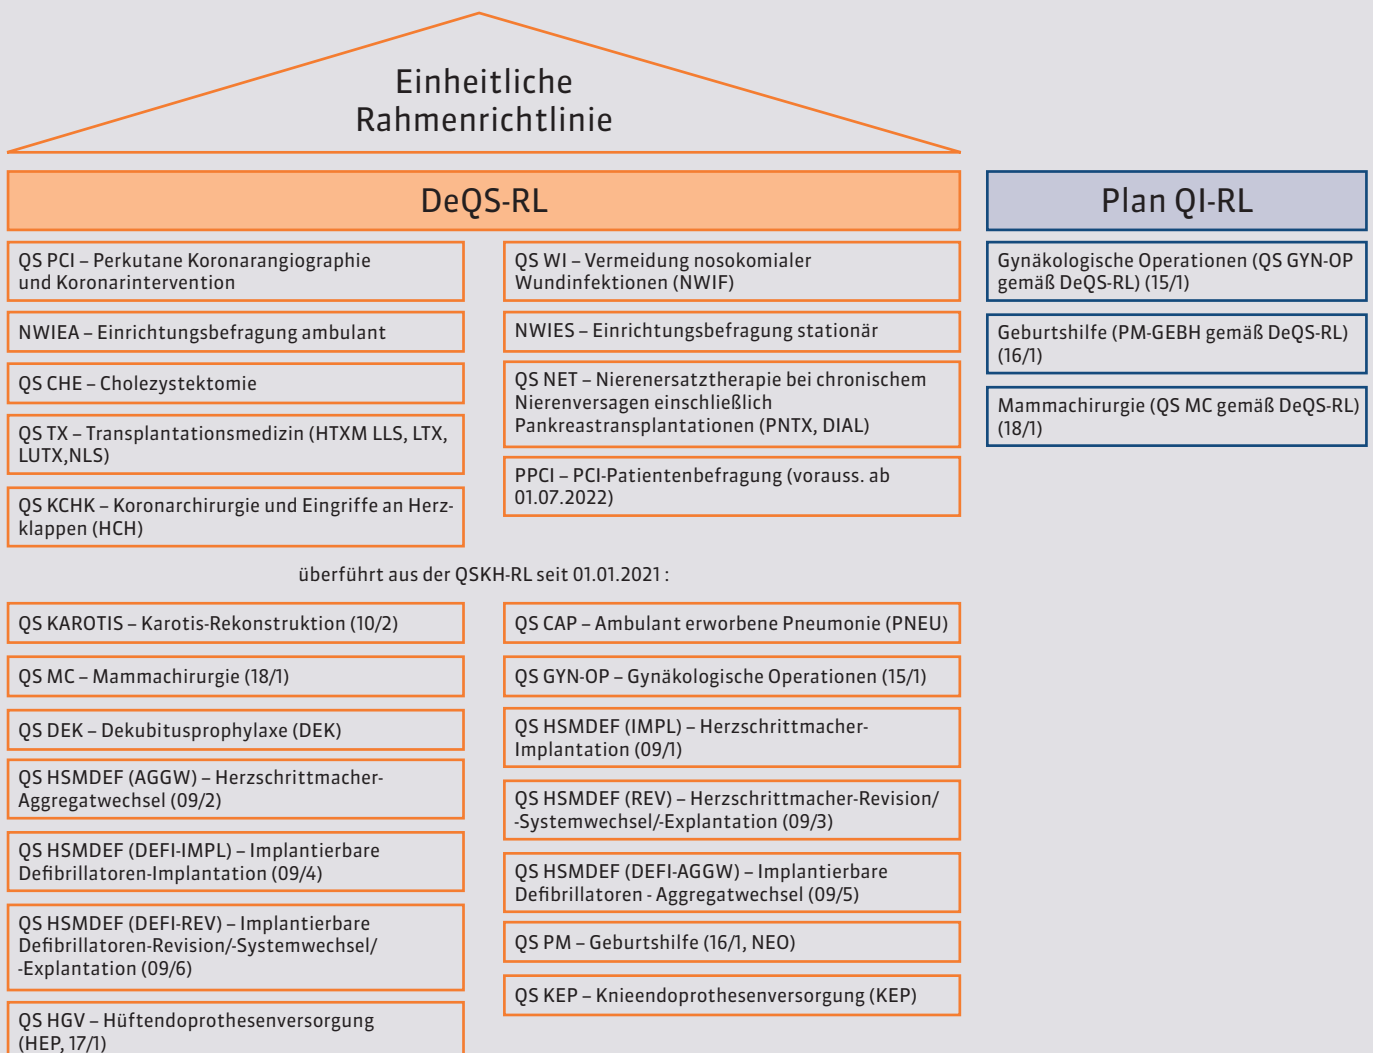 Einheitliche
Rahmenrichtlinie
DeQS-RL
QS PCI – Perkutane Koronarangiographie
und Koronarintervention
NWIEA – Einrichtungsbefragung ambulant
QS CHE – Cholezystektomie
QS TX – Transplantationsmedizin (HTXM LLS, LTX,
LUTX,NLS)
QS KCHK – Koronarchirurgie und Eingriffe an Herz-
klappen (HCH)
QS WI – Vermeidung nosokomialer
Wundinfektionen (NWIF)
NWIES – Einrichtungsbefragung stationär
QS NET – Nierenersatztherapie bei chronischem
Nierenversagen einschließlich
Pankreastransplantationen (PNTX, DIAL)
PPCI – PCI-Patientenbefragung (vorauss. ab
01.07.2022)
überführt aus der QSKH-RL seit 01.01.2021 :
QS KAROTIS – Karotis-Rekonstruktion (10/2)
QS MC – Mammachirurgie (18/1)
QS DEK – Dekubitusprophylaxe (DEK)
QS HSMDEF (AGGW) – Herzschrittmacher-
Aggregatwechsel (09/2)
QS HSMDEF (DEFI-IMPL) – Implantierbare
Defibrillatoren-Implantation (09/4)
QS HSMDEF (DEFI-REV) – Implantierbare
Defibrillatoren-Revision/-Systemwechsel/
-Explantation (09/6)
QS HGV – Hüftendoprothesenversorgung
(HEP, 17/1)
QS CAP – Ambulant erworbene Pneumonie (PNEU)
QS GYN-OP – Gynäkologische Operationen (15/1)
QS HSMDEF (IMPL) – Herzschrittmacher-
Implantation (09/1)
QS HSMDEF (REV) – Herzschrittmacher-Revision/
-Systemwechsel/-Explantation (09/3)
QS HSMDEF (DEFI-AGGW) – Implantierbare
Defibrillatoren - Aggregatwechsel (09/5)
QS PM – Geburtshilfe (16/1, NEO)
QS KEP – Knieendoprothesenversorgung (KEP)
Plan QI-RL
Gynäkologische Operationen (QS GYN-OP
gemäß DeQS-RL) (15/1)
Geburtshilfe (PM-GEBH gemäß DeQS-RL)
(16/1)
Mammachirurgie (QS MC gemäß DeQS-RL)
(18/1)